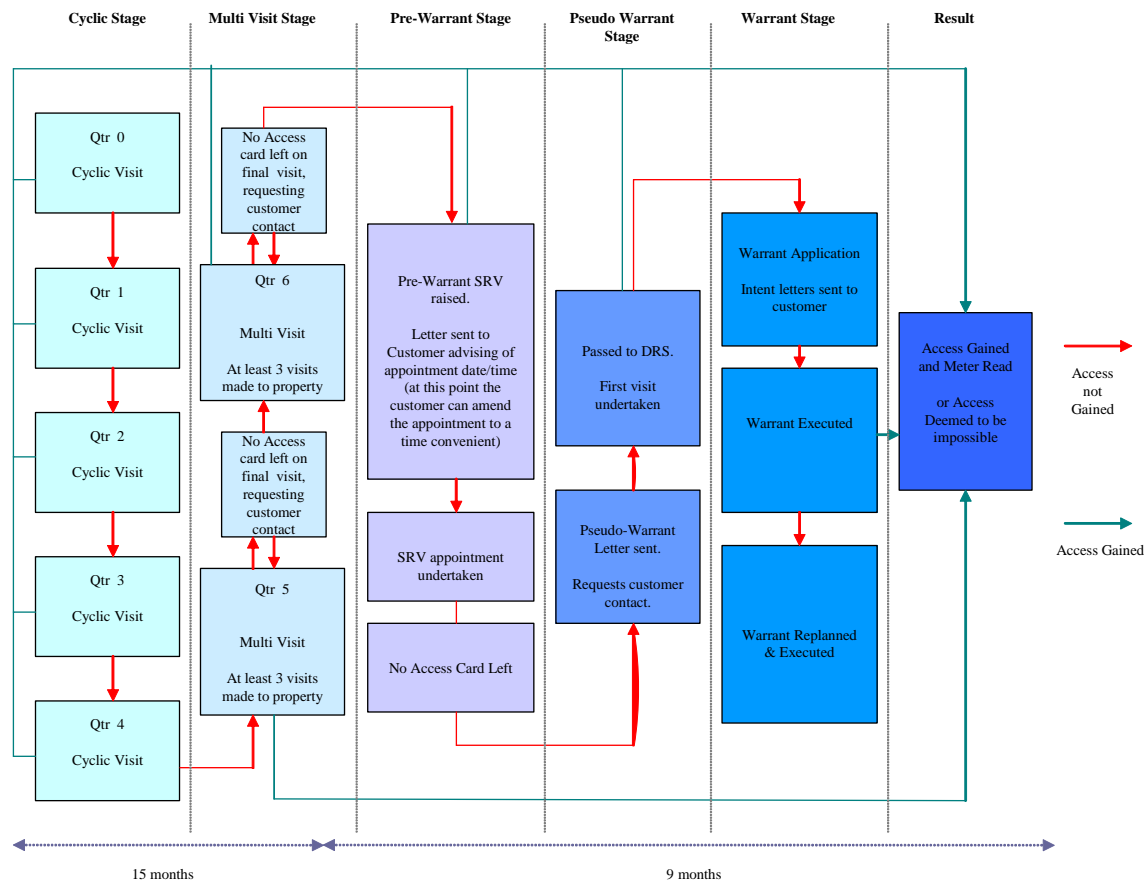 Cyclic Stage
Multi Visit Stage
Pre-Warrant Stage
Pseudo Warrant
Stage
Warrant Stage
Result
Qtr 0
Cyclic Visit
Qtr 1
Cyclic Visit
Qtr 2
Cyclic Visit
Qtr 3
Cyclic Visit
Qtr 4
Cyclic Visit
No Access
card left on
final visit,
requesting
customer
contact
Qtr 6
Multi Visit
At least 3 visits
made to property
No Access
card left on
final visit,
requesting
customer
contact
Qtr 5
Multi Visit
At least 3 visits
made to property
Pre-Warrant SRV
raised.
Letter sent to
Customer advising of
appointment date/time
(at this point the
customer can amend
the appointment to a
time convenient)
SRV appointment
undertaken
No Access Card Left
Passed to DRS.
First visit
undertaken
Pseudo-Warrant
Letter sent.
Requests customer
contact.
Warrant Application
Intent letters sent to
customer
Warrant Executed
Warrant Replanned
& Executed
Access Gained
and Meter Read
or Access
Deemed to be
impossible
Access
not
Gained
Access Gained
15 months
9 months